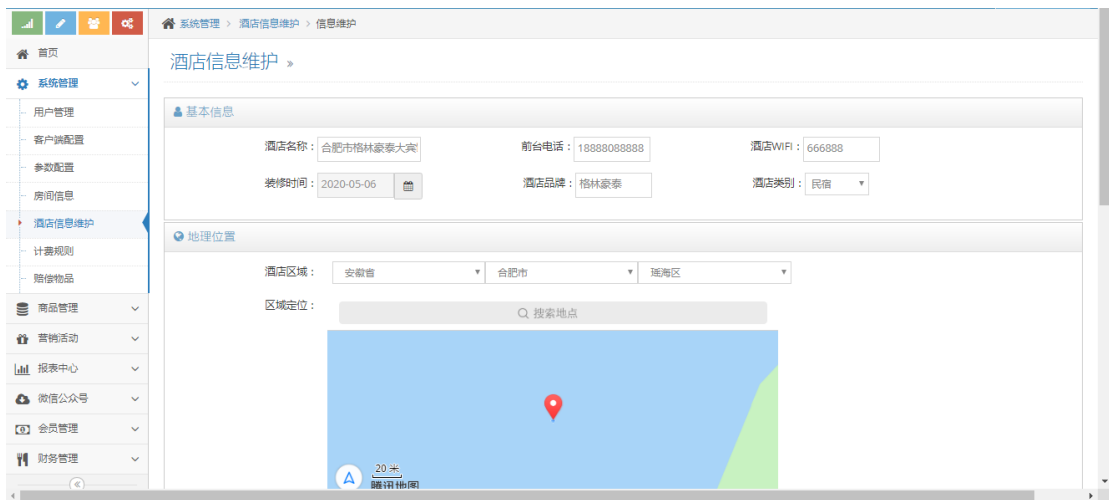 系统管理 > 酒店信息维护 > 信息维护
首页
系统管理
用户管理
客户端配置
参数配置
房间信息
酒店信息维护
计费规则
赔偿物品
商品管理
营销活动
报表中心
微信公众号
会员管理
财务管理
酒店信息维护 »
基本信息
酒店名称： 合肥市格林豪泰大宾 前台电话： 18888088888 酒店WIFI： 666888
装修时间： 2020-05-06 酒店品牌： 格林豪泰 酒店类别： 民宿
地理位置
酒店区域： 安徽省 合肥市 瑶海区
区域定位： 搜索地点
20 米
腾讯地图